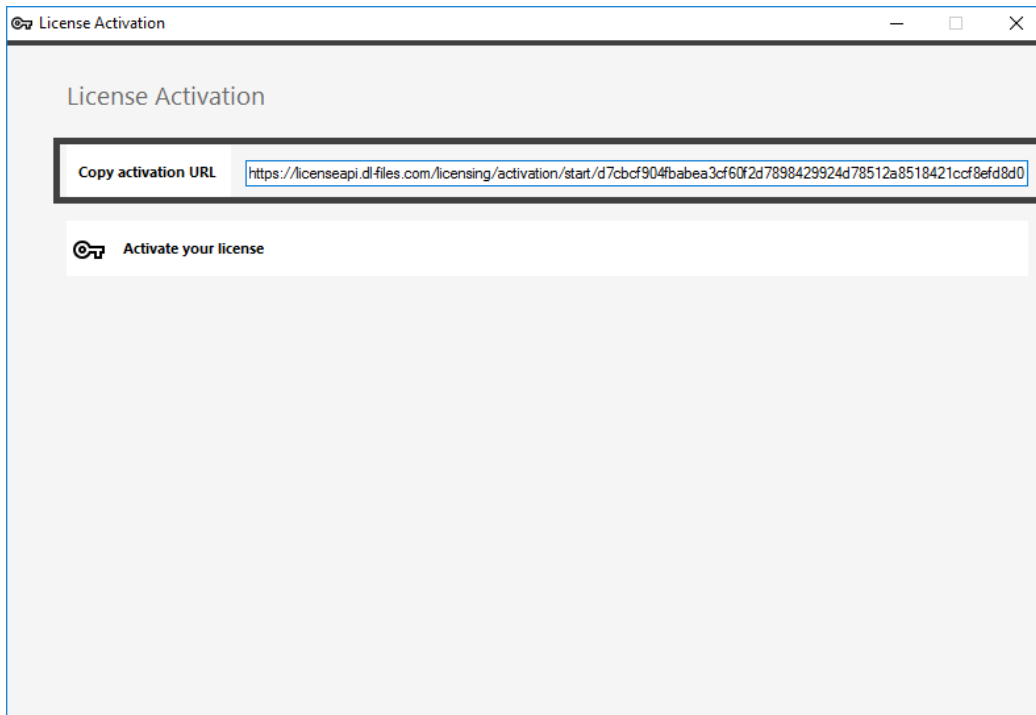 License Activation
License Activation
Copy activation URL
https://licenseapi.dl-files.com/licensing/activation/start/d7cbcf904fbabea3cf60f2d7898429924d78512a8518421ccf8efd8d0
Activate your license